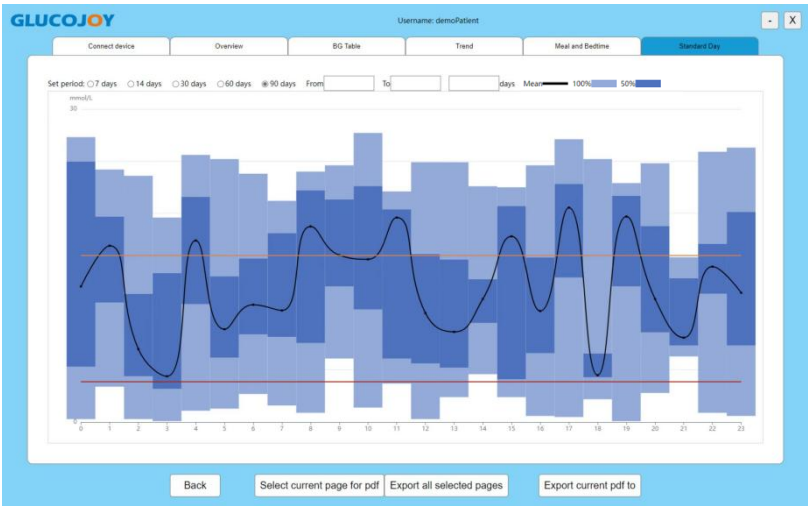 GLUCOJOY
Username: demoPatient
- X
Connect device Overview BG Table Trend Meal and Bedtime Standard Day
Set period: 7 days 14 days 30 days 60 days 90 days From To days Mean 100% 50%
mmol/L
30
0
0 1 2 3 4 5 6 7 8 9 10 11 12 13 14 15 16 17 18 19 20 21 22 23
Back Select current page for pdf Export all selected pages Export current pdf to